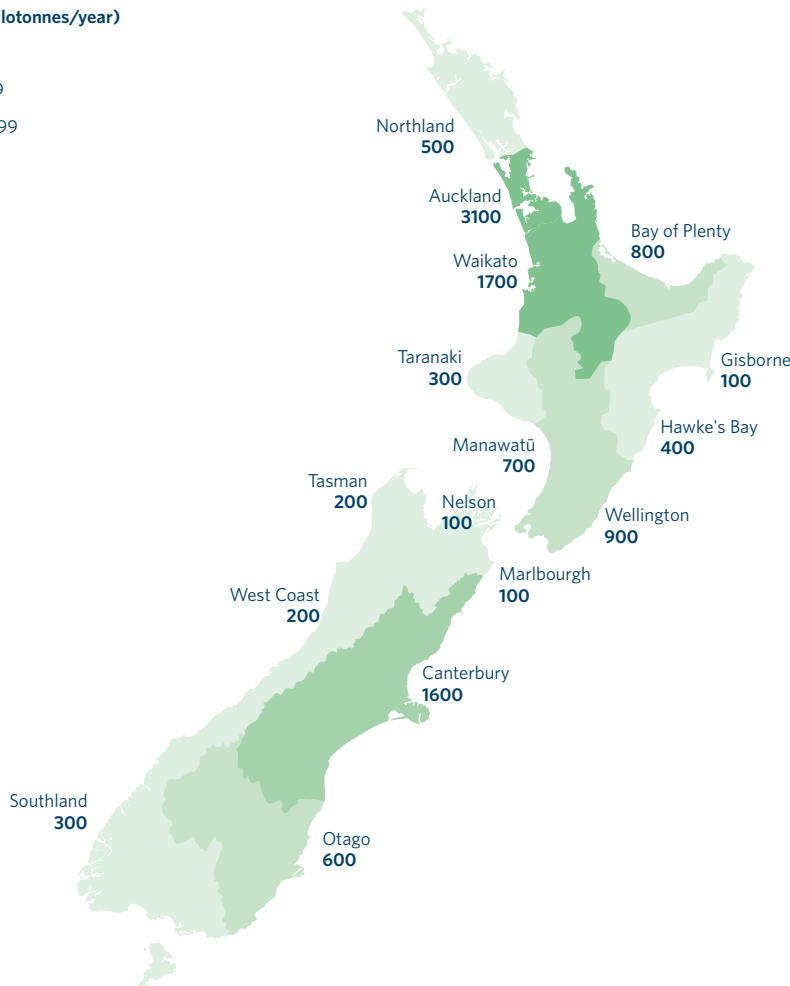 lotonnes/year)
9
99
Northland
500
Auckland
3100
Bay of Plenty
800
Waikato
1700
Taranaki
300
Gisborne
100
Hawke's Bay
400
Manawatū
700
Tasman
200
Nelson
100
Wellington
900
Marlbourgh
100
West Coast
200
Canterbury
1600
Southland
300
Otago
600